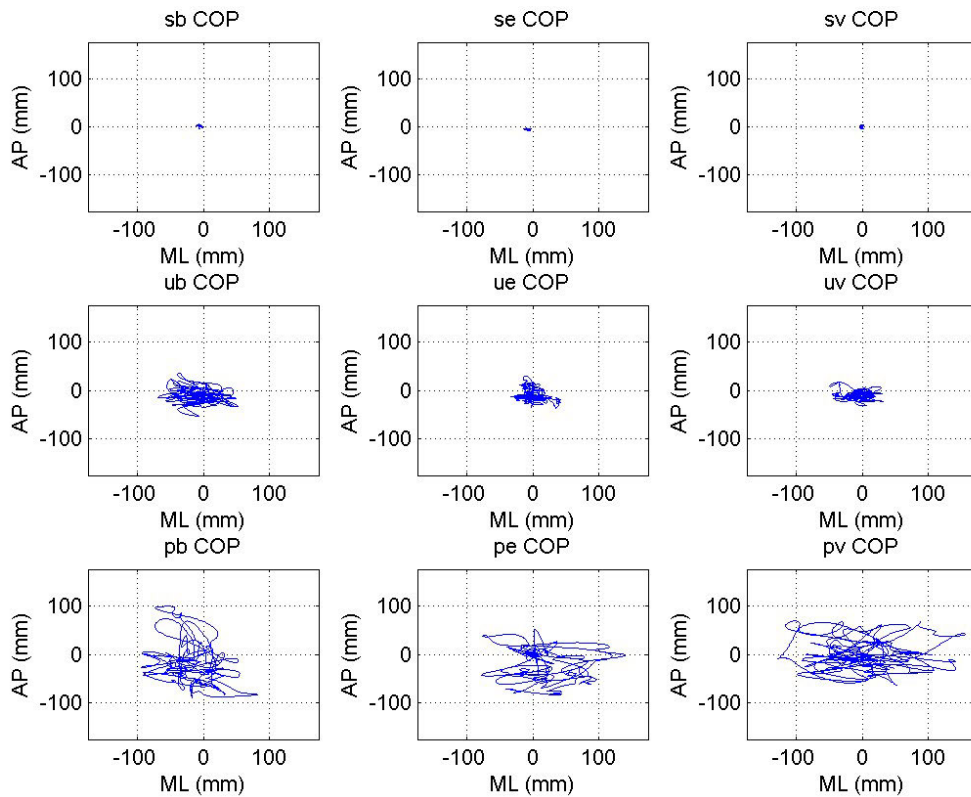 sb COP
se COP
sv COP
AP (mm)
100
0
-100
AP (mm)
100
0
-100
AP (mm)
100
0
-100
-100 0 100
-100 0 100
-100 0 100
ML (mm)
ML (mm)
ML (mm)
ub COP
ue COP
uv COP
AP (mm)
100
0
-100
AP (mm)
100
0
-100
AP (mm)
100
0
-100
-100 0 100
-100 0 100
-100 0 100
ML (mm)
ML (mm)
ML (mm)
pb COP
pe COP
pv COP
AP (mm)
100
0
-100
AP (mm)
100
0
-100
AP (mm)
100
0
-100
-100 0 100
-100 0 100
-100 0 100
ML (mm)
ML (mm)
ML (mm)